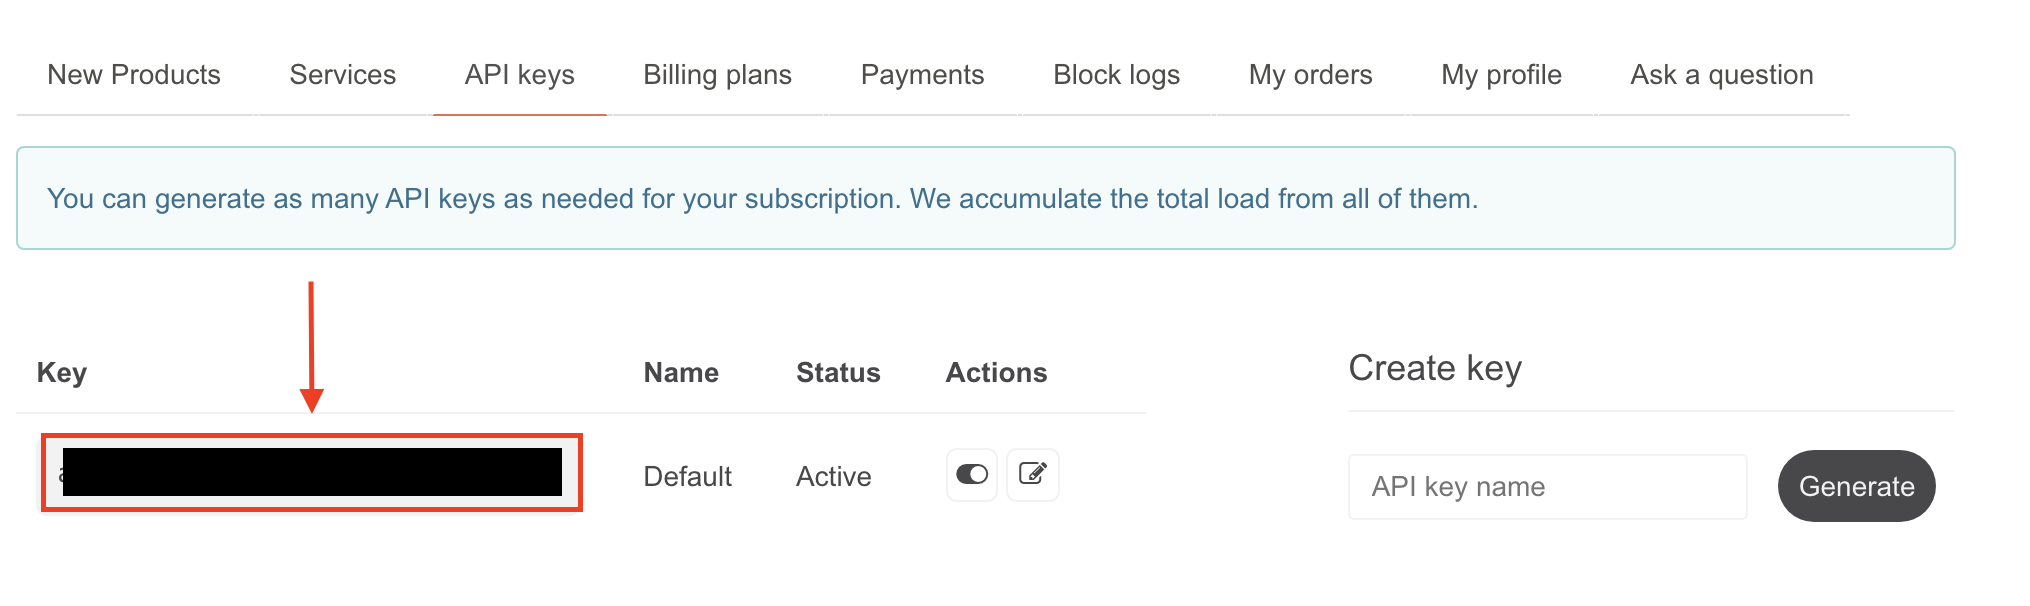 New Products Services API keys Billing plans Payments Block logs My orders My profile Ask a question
You can generate as many API keys as needed for your subscription. We accumulate the total load from all of them.
Key Name Status Actions
Default Active
Create key
API key name Generate